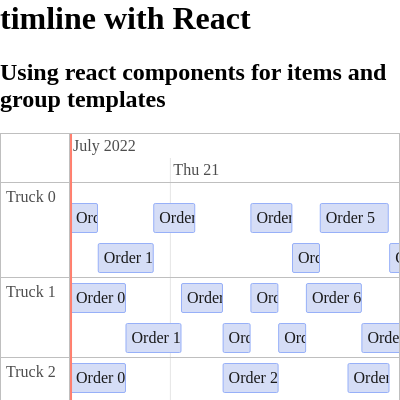 timline with React
Using react components for items and
group templates
July 2022
Thu 21
Truck 0
Ord
Order
Order
Order 5
Order 1
Ord
Truck 1
Order 0
Order
Ord
Order 6
Order 1
Ord
Ord
Orde
Truck 2
Order 0
Order 2
Order